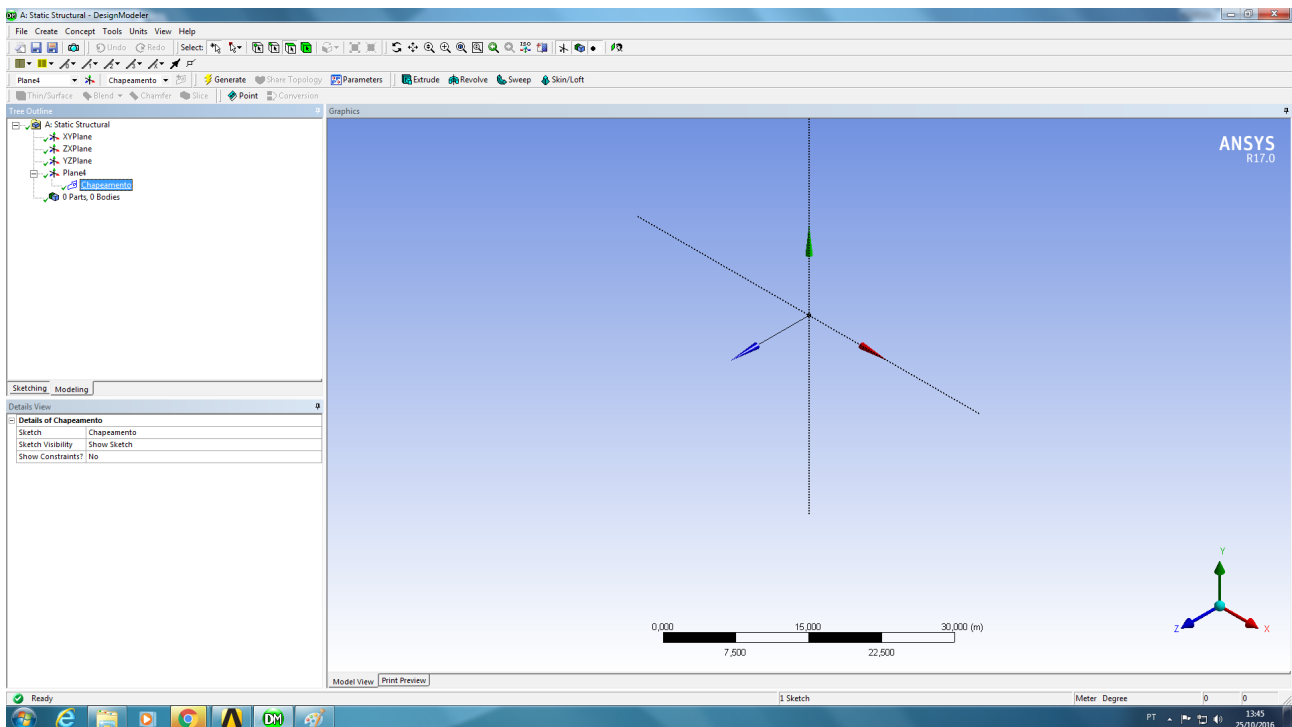 A: Static Structural - DesignModeler
File Create Concept Tools Units View Help
Undo Redo Select:
Plane4 Chapeamento Generate Share Topology Parameters Extrude Revolve Sweep Skin/Loft
Thin/Surface Blend Chamfer Slice Point Conversion
Tree Outline
A: Static Structural
XYPlane
ZXPlane
YZPlane
Plane4
Chapeamento
0 Parts, 0 Bodies
Sketching Modeling
Details View
Details of Chapeamento
Sketch Chapeamento
Sketch Visibility Show Sketch
Show Constraints? No
Graphics
ANSYS
R17.0
0,000 15,000 30,000 (m)
7,500 22,500
Y
Z X
Model View Print Preview
Ready 1 Sketch Meter Degree 0 0
DM
PT 13:45
25/10/2016